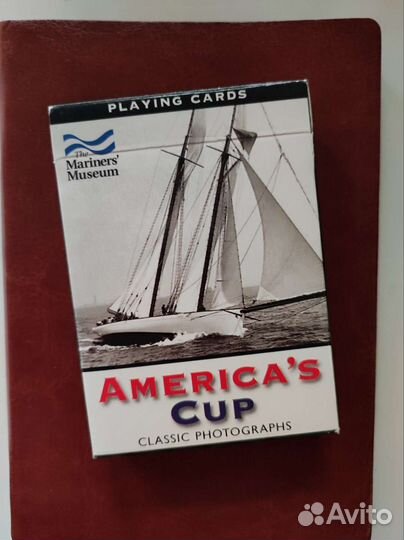 PLAYING CARDS
The
Mariners'
Museum
AMERICA'S
CUP
CLASSIC PHOTOGRAPHS
Avito